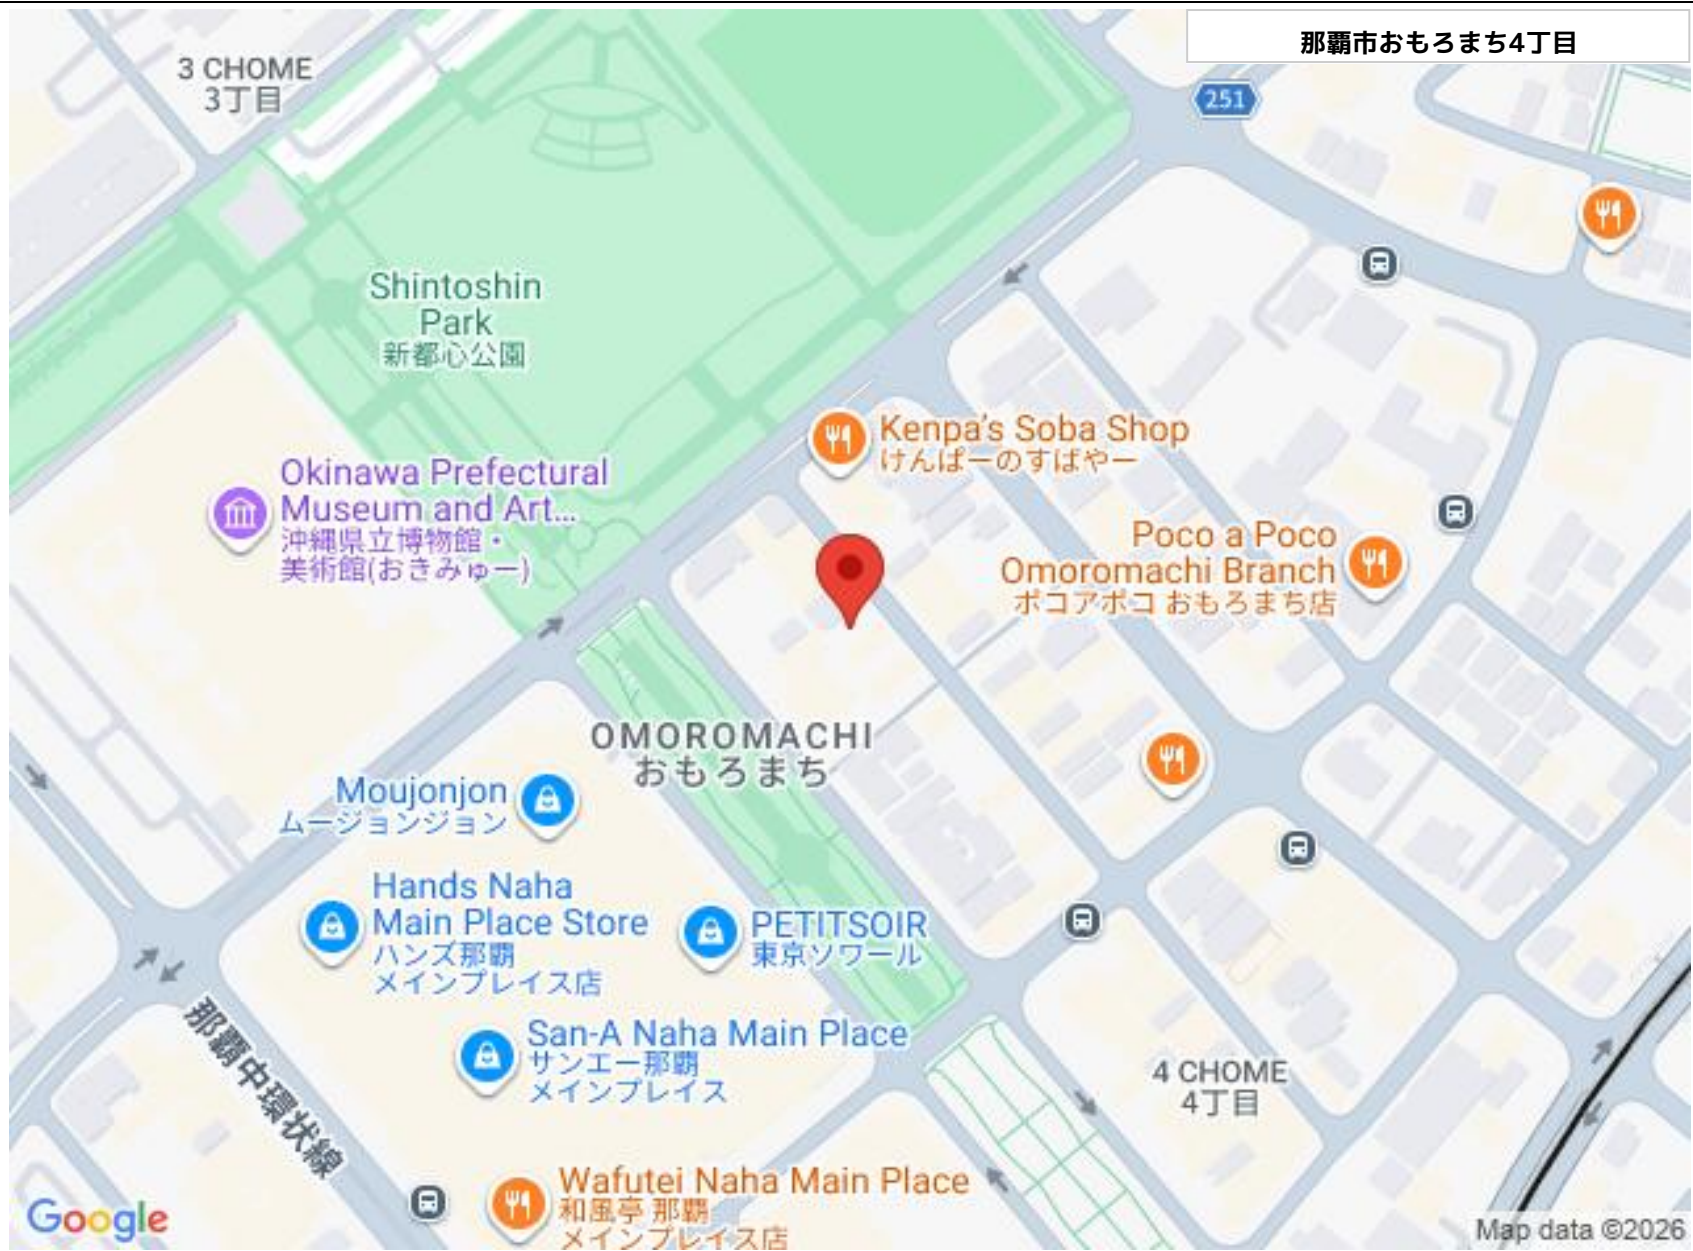 那覇市おもろまち4丁目
3 CHOME
3丁目
251
Shintoshin
Park
新都心公園
Kenpa's Soba Shop
けんぱーのすばやー
Okinawa Prefectural
Museum and Art...
沖縄県立博物館・
美術館(おきみゅー)
Poco a Poco
Omoromachi Branch
ポコアポコ おもろまち店
OMOROMACHI
おもろまち
Moujonjon
ムージョンジョン
Hands Naha
Main Place Store
ハンズ那覇
メインプレイス店
PETITSOIR
東京ソワール
San-A Naha Main Place
サンエー那覇
メインプレイス
4 CHOME
4丁目
那覇中環状線
Wafutei Naha Main Place
和風亭 那覇
メインプレイス店
Google
Map data ©2026